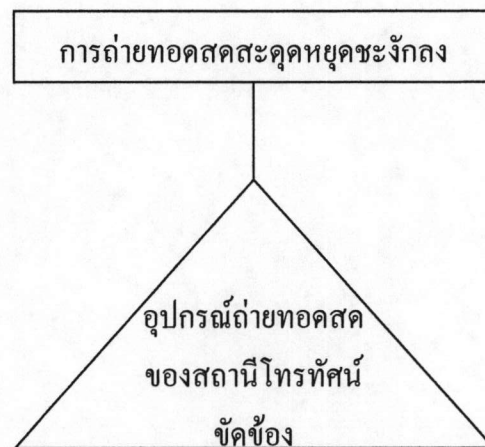 การถ่ายทอดสดสะดุดหยุดชะงักลง
อุปกรณ์ถ่ายทอดสด
ของสถานีโทรทัศน์
ขัดข้อง